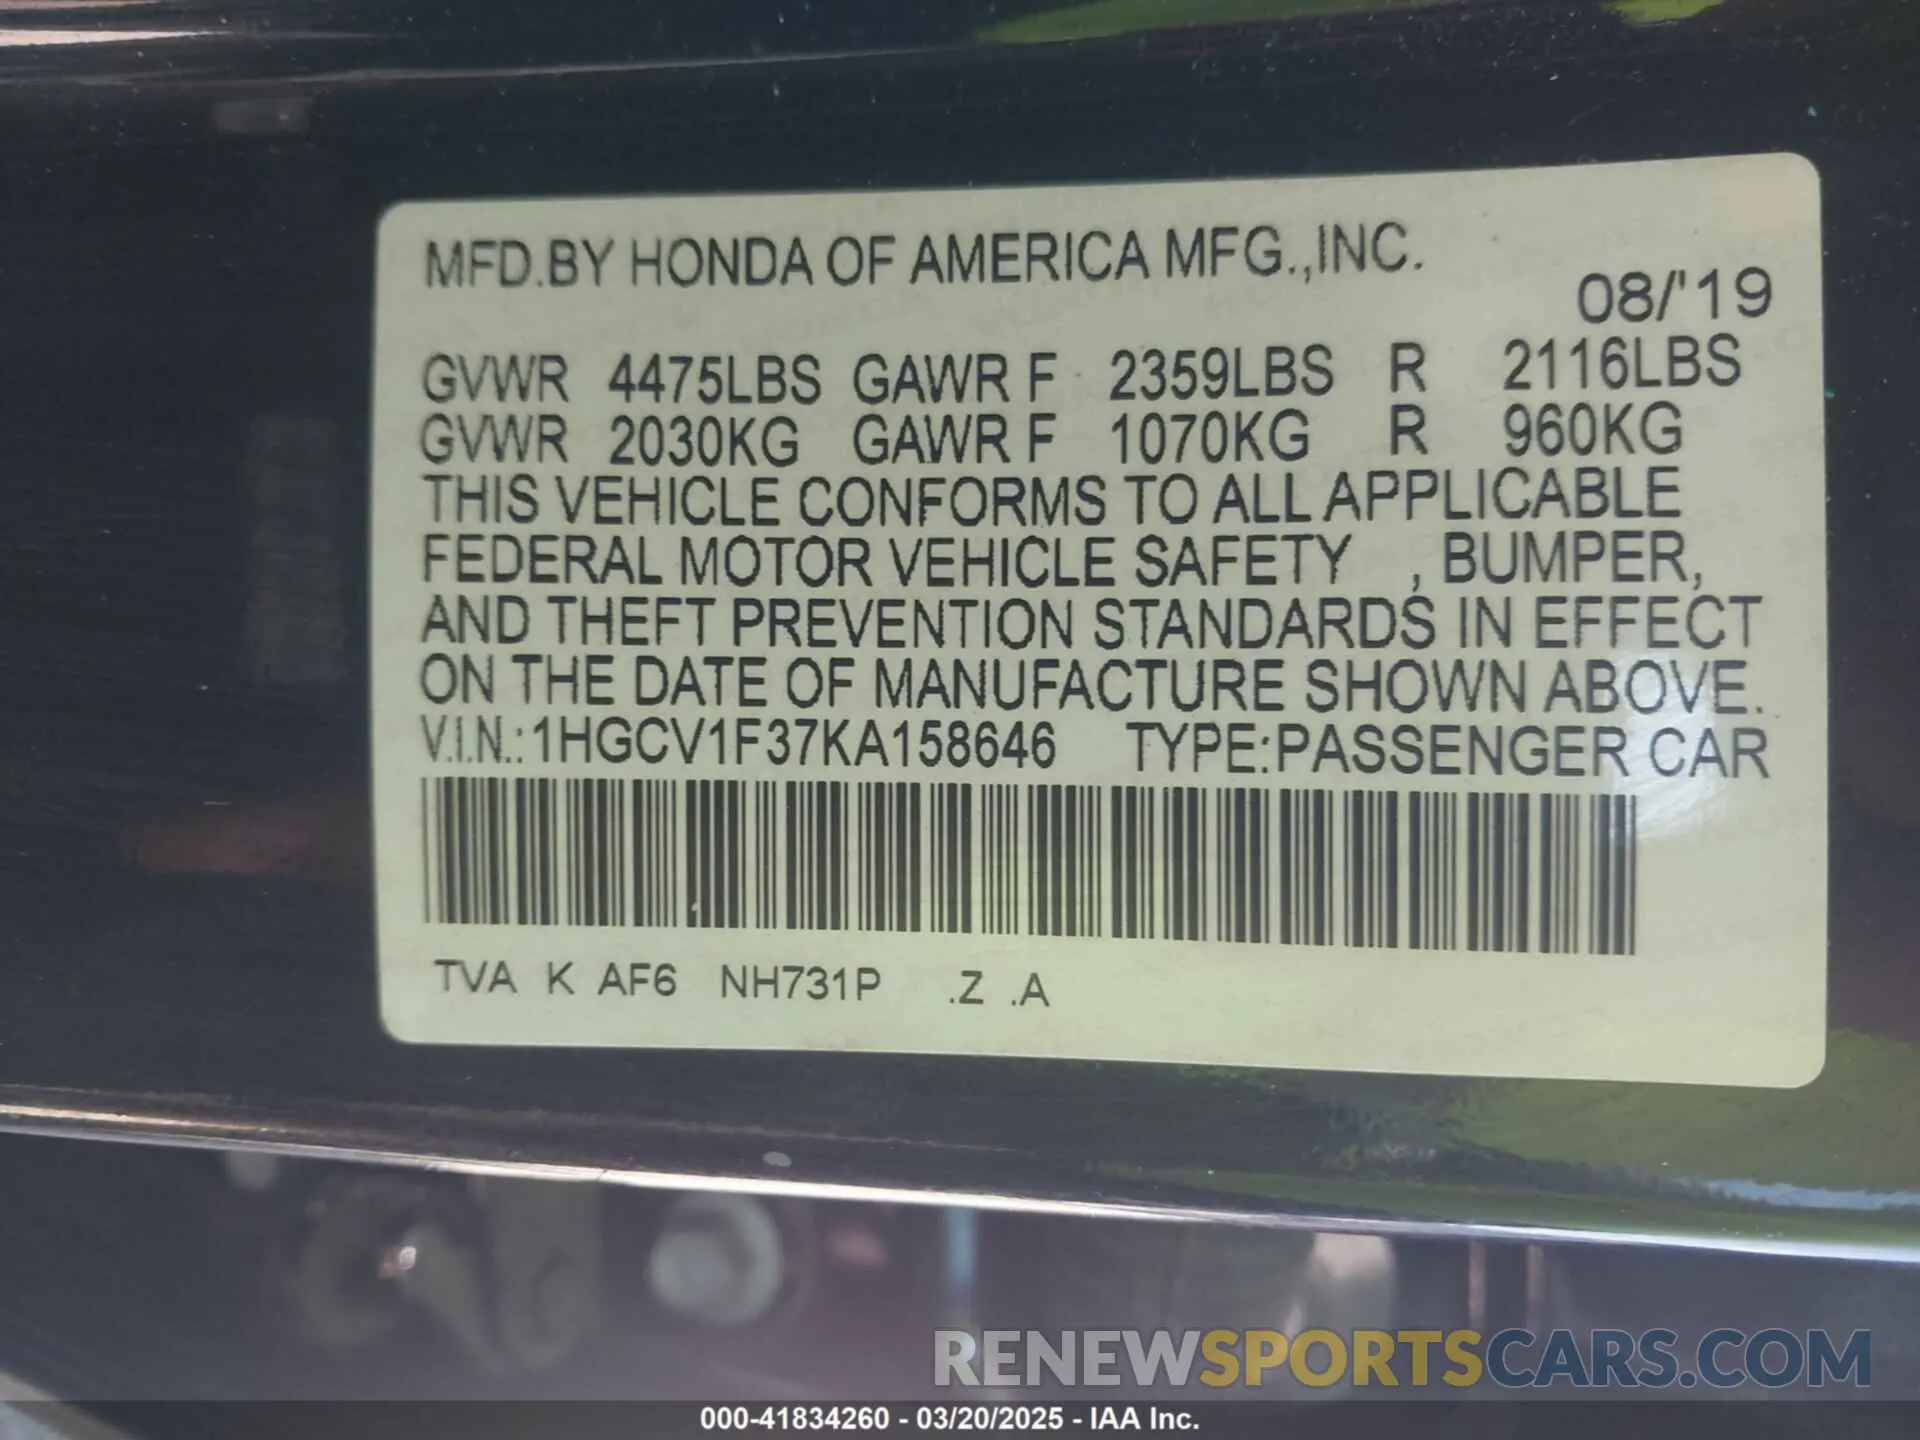 MFD.BY HONDA OF AMERICA MFG.,INC.
08/'19
GVWR 4475LBS GAWR F 2359LBS R 2116LBS
GVWR 2030KG GAWR F 1070KG R 960KG
THIS VEHICLE CONFORMS TO ALL APPLICABLE
FEDERAL MOTOR VEHICLE SAFETY , BUMPER,
AND THEFT PREVENTION STANDARDS IN EFFECT
ON THE DATE OF MANUFACTURE SHOWN ABOVE.
V.I.N.:1HGCV1F37KA158646 TYPE:PASSENGER CAR
TVA K AF6 NH731P .Z .A
RENEWSPORTSCARS.COM
000-41834260 - 03/20/2025 - IAA Inc.